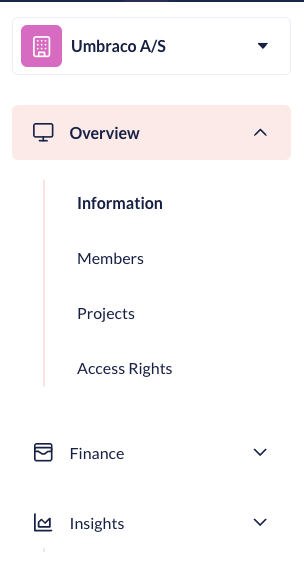 Umbraco A/S
Overview
Information
Members
Projects
Access Rights
Finance
Insights